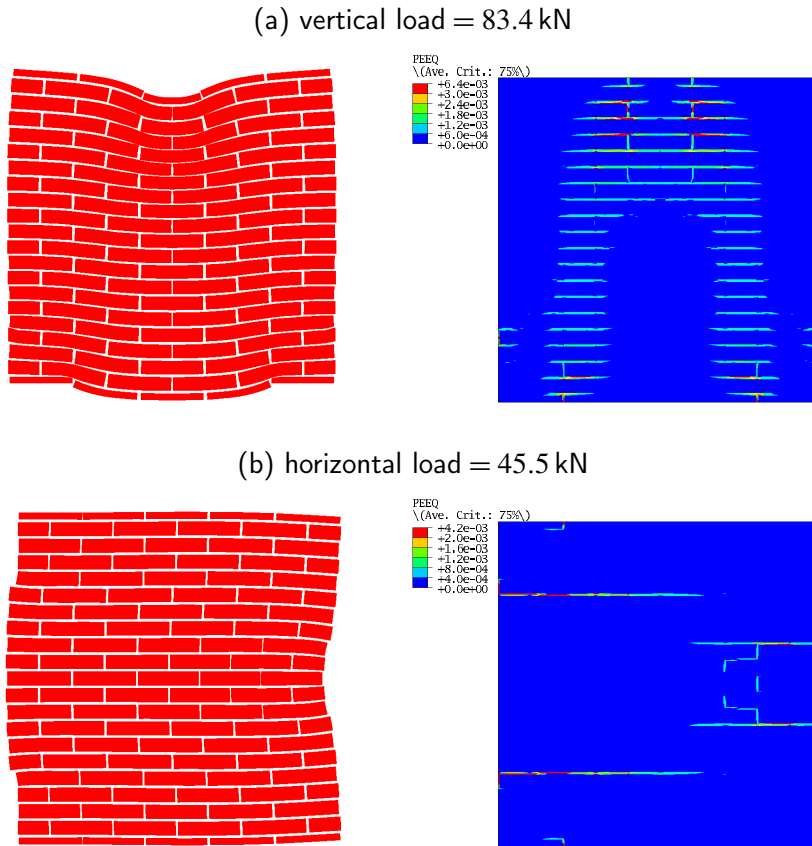 (a) vertical load = 83.4 kN
PEEQ
\(Ave. Crit.: 75%\)
+6.4e-03
+3.0e-03
+2.4e-03
+1.8e-03
+1.2e-03
+6.0e-04
+0.0e+00
(b) horizontal load = 45.5 kN
PEEQ
\(Ave. Crit.: 75%\)
+4.2e-03
+2.0e-03
+1.6e-03
+1.2e-03
+8.0e-04
+4.0e-04
+0.0e+00